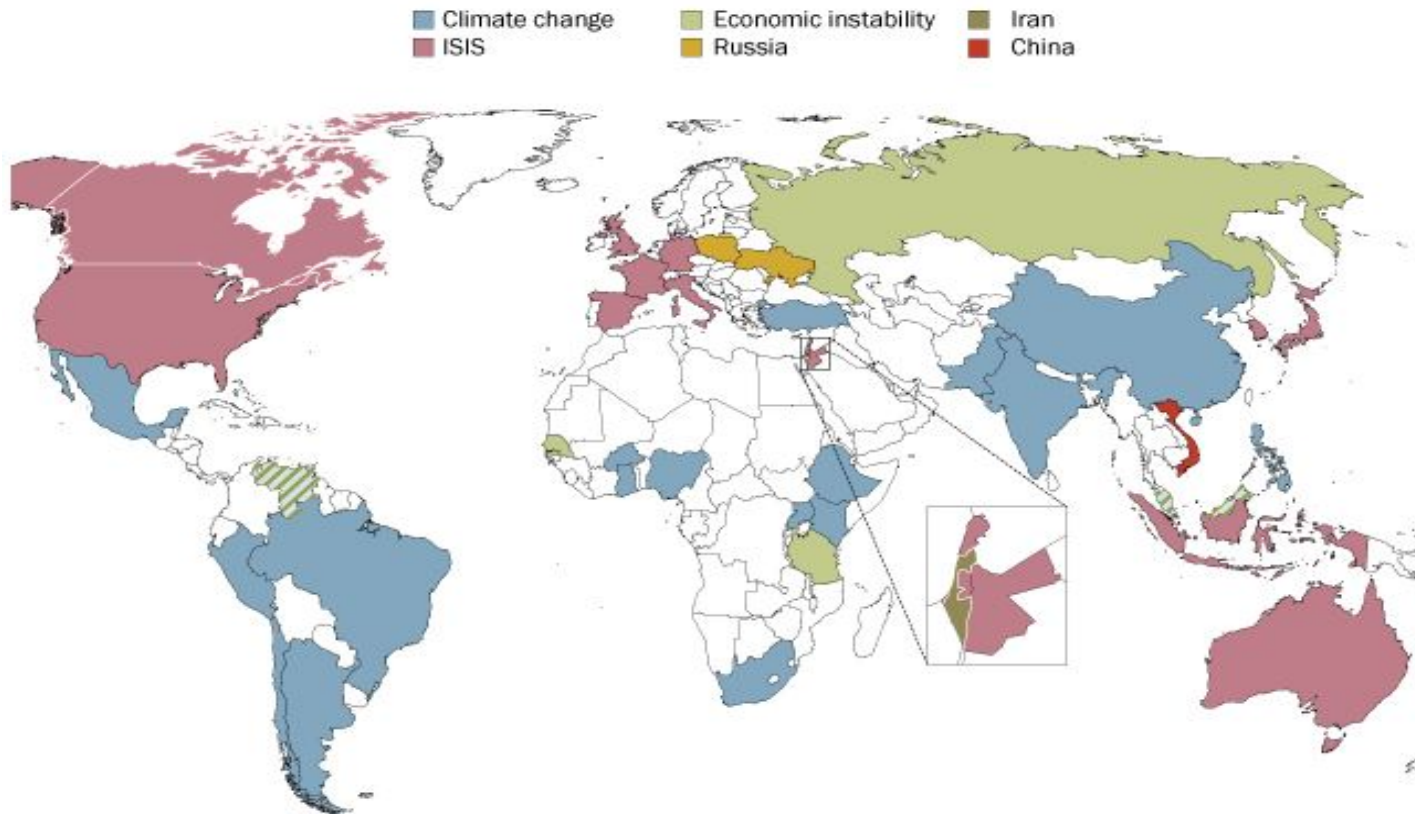 Climate change
Economic instability
Iran
ISIS
Russia
China